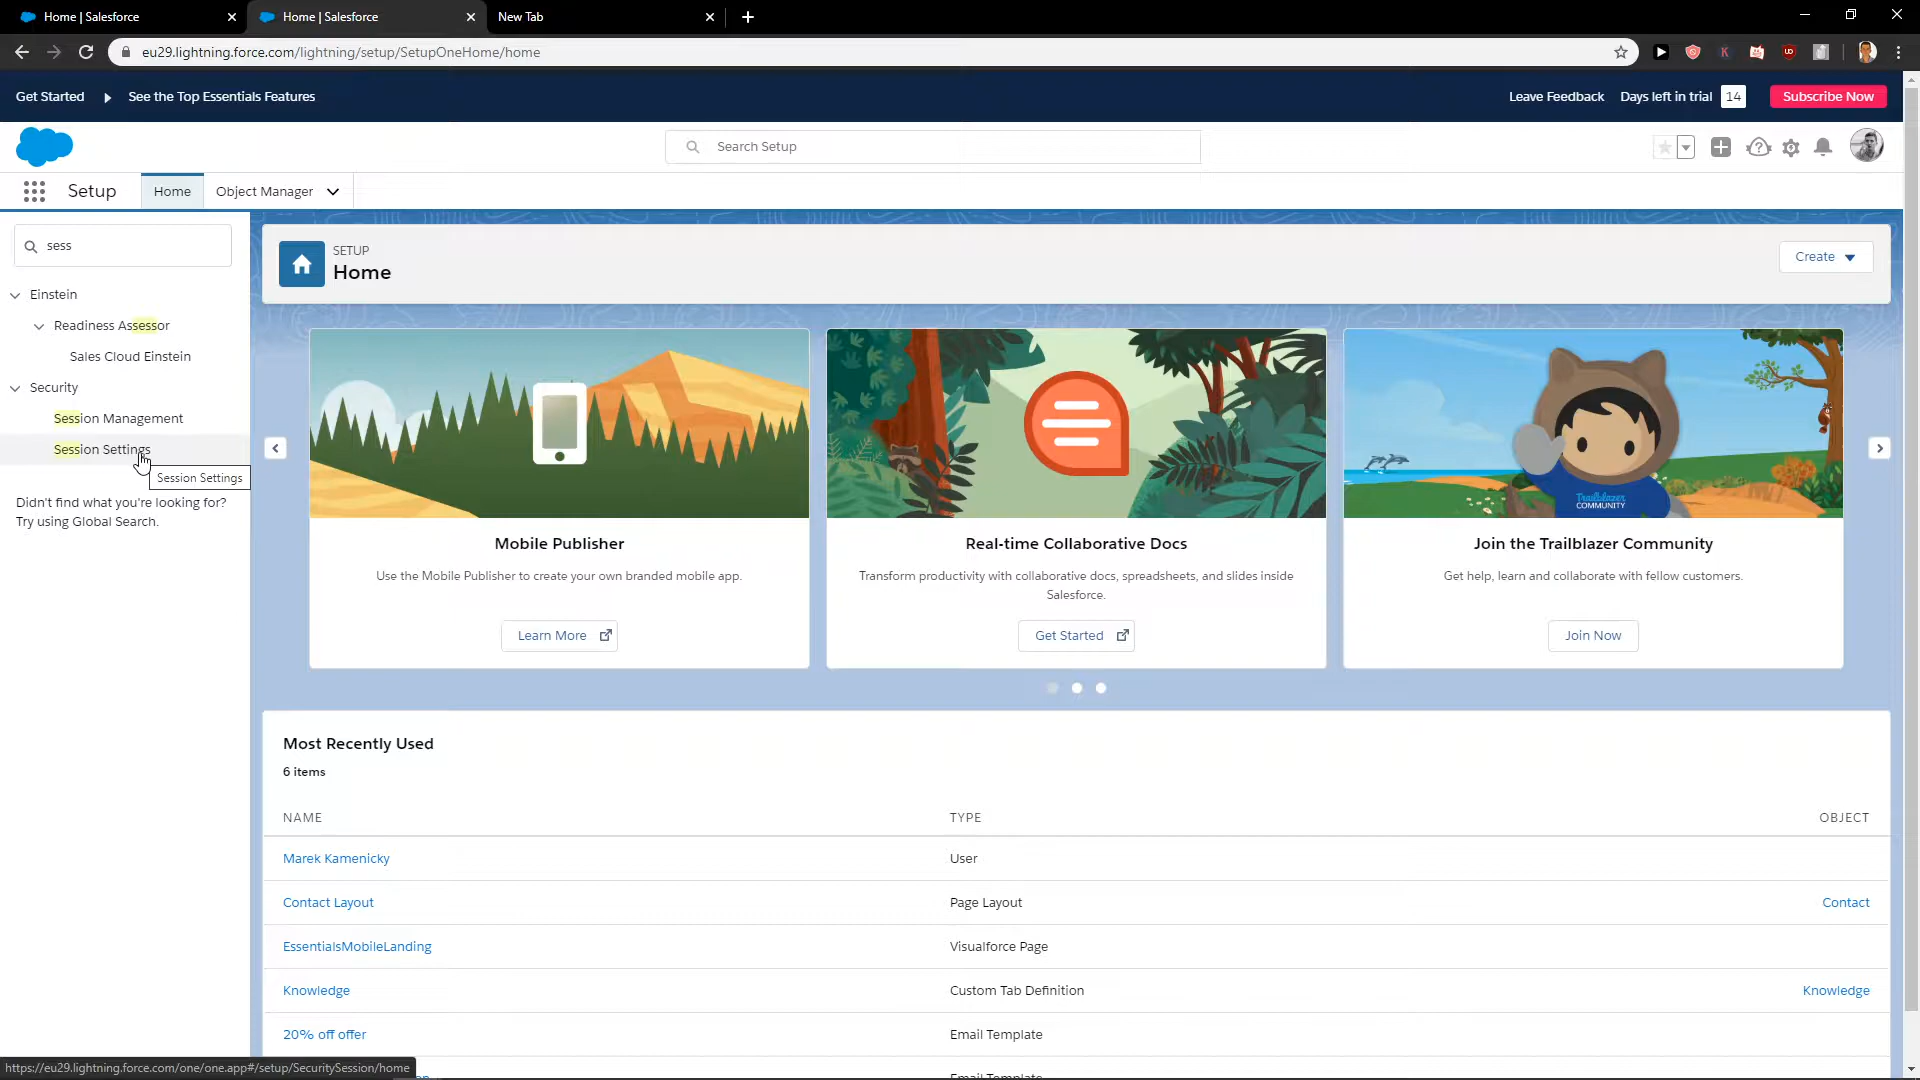 Home | Salesforce
Home | Salesforce
New Tab
eu29.lightning.force.com/lightning/setup/SetupOneHome/home
Get Started
See the Top Essentials Features
Leave Feedback
Days left in trial
14
Subscribe Now
Search Setup
Setup
Home
Object Manager
sess
Einstein
Readiness Assessor
Sales Cloud Einstein
Security
Session Management
Session Settings
Session Settings
Didn't find what you're looking for?
Try using Global Search.
SETUP
Home
Create
Mobile Publisher
Use the Mobile Publisher to create your own branded mobile app.
Learn More
Real-time Collaborative Docs
Transform productivity with collaborative docs, spreadsheets, and slides inside
Salesforce.
Get Started
Trailblazer
COMMUNITY
Join the Trailblazer Community
Get help, learn and collaborate with fellow customers.
Join Now
Most Recently Used
6 items
NAME
TYPE
OBJECT
Marek Kamenicky
User
Contact Layout
Page Layout
Contact
EssentialsMobileLanding
Visualforce Page
Knowledge
Custom Tab Definition
Knowledge
20% off offer
Email Template
Email Template
https://eu29.lightning.force.com/one/one.app#/setup/SecuritySession/home